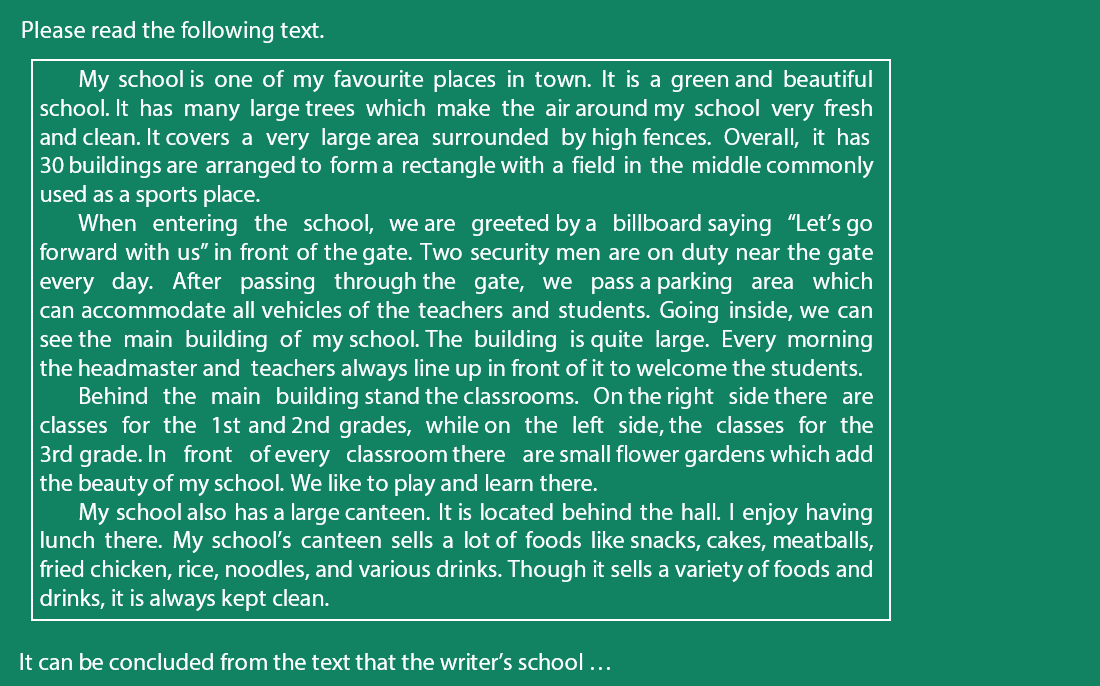 Please read the following text.
My school is one of my favourite places in town. It is a green and beautiful
school. It has many large trees which make the air around my school very fresh
and clean. It covers a very large area surrounded by high fences. Overall, it has
30 buildings are arranged to form a rectangle with a field in the middle commonly
used as a sports place.
When entering the school, we are greeted by a billboard saying “Let’s go
forward with us” in front of the gate. Two security men are on duty near the gate
every day. After passing through the gate, we pass a parking area which
can accommodate all vehicles of the teachers and students. Going inside, we can
see the main building of my school. The building is quite large. Every morning
the headmaster and teachers always line up in front of it to welcome the students.
Behind the main building stand the classrooms. On the right side there are
classes for the 1st and 2nd grades, while on the left side, the classes for the
3rd grade. In front of every classroom there are small flower gardens which add
the beauty of my school. We like to play and learn there.
My school also has a large canteen. It is located behind the hall. I enjoy having
lunch there. My school’s canteen sells a lot of foods like snacks, cakes, meatballs,
fried chicken, rice, noodles, and various drinks. Though it sells a variety of foods and
drinks, it is always kept clean.
It can be concluded from the text that the writer’s school …